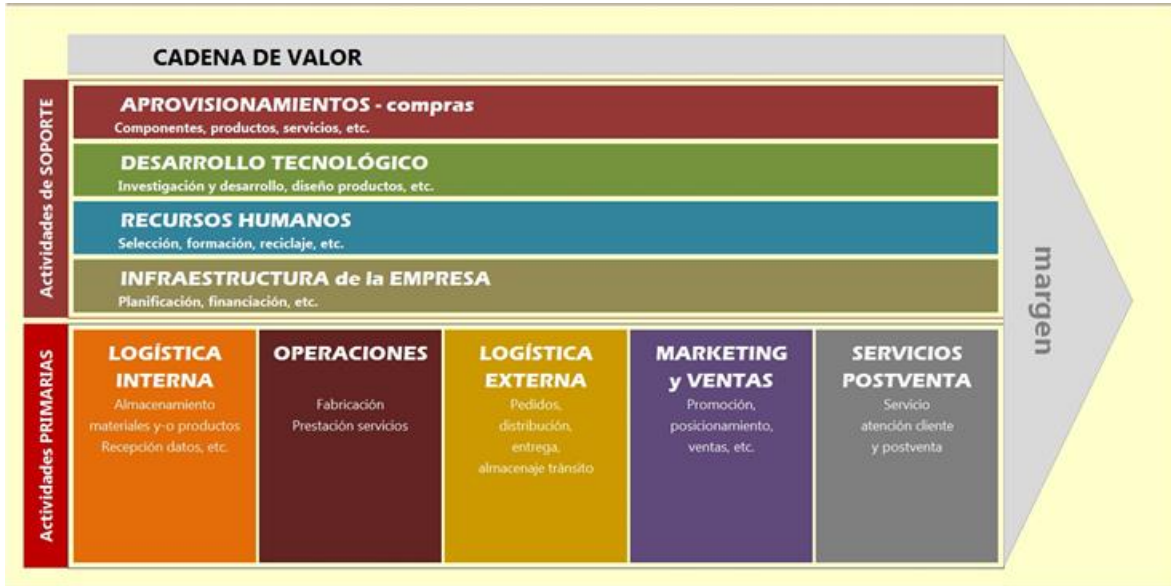 CADENA DE VALOR
Actividades de SOPORTE
APROVISIONAMIENTOS - compras
Componentes, productos, servicios, etc.
DESARROLLO TECNOLÓGICO
Investigación y desarrollo, diseño productos, etc.
RECURSOS HUMANOS
Selección, formación, reciclaje, etc.
INFRAESTRUCTURA de la EMPRESA
Planificación, financiación, etc.
margen
Actividades PRIMARIAS
LOGÍSTICA
INTERNA
Almacenamiento
materiales y-o productos
Recepción datos, etc.
OPERACIONES
Fabricación
Prestación servicios
LOGÍSTICA
EXTERNA
Pedidos,
distribución,
entrega,
almacenaje trànsito
MARKETING
y VENTAS
Promoción,
posicionamiento,
ventas, etc.
SERVICIOS
POSTVENTA
Servicio
atención cliente
y postventa